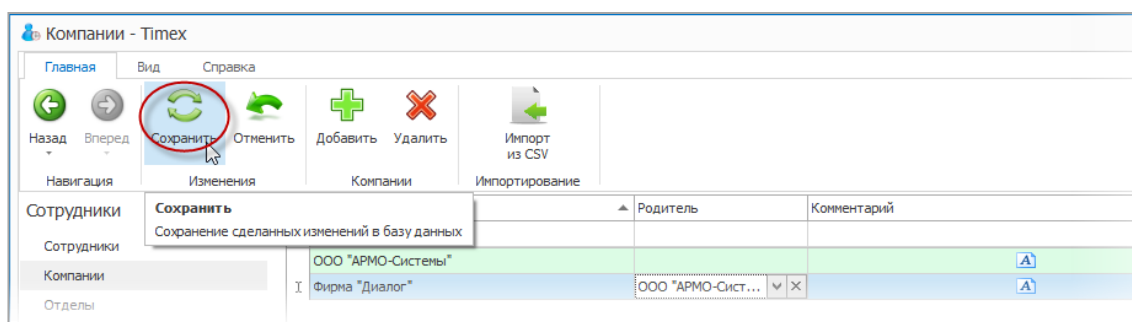 Компании - Timex
Главная Вид Справка
Назад Вперед Сохранить Отменить Добавить Удалить Импорт
из CSV
Навигация Изменения Компании Импортирование
Сотрудники Сохранить Родитель Комментарий
Сохранение сделанных изменений в базу данных
Сотрудники
ООО "АРМО-Системы"
Компании
Фирма "Диалог" ООО "АРМО-Сист...
Отделы